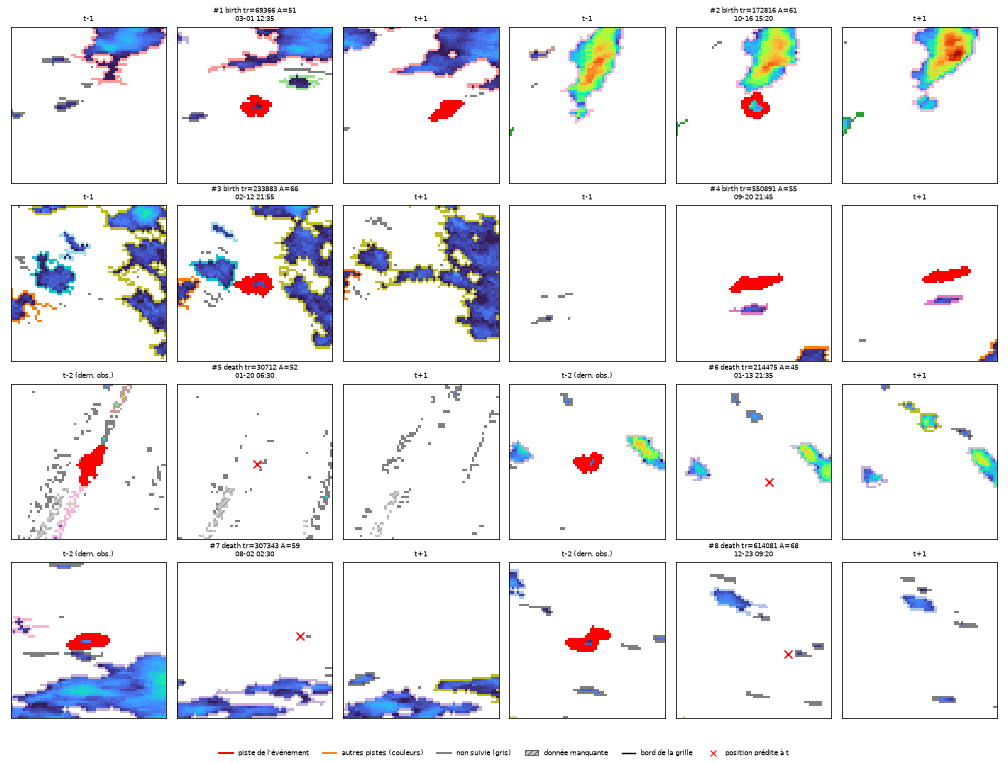 #1 birth tr=69366 A=51
t-1
03-01 12:35
t+1
#2 birth tr=172816 A=61
t-1
10-16 15:20
t+1
#3 birth tr=233883 A=66
t-1
02-12 21:55
t+1
#4 birth tr=550891 A=55
t-1
09-20 21:45
t+1
#5 death tr=30712 A=52
t-2 (dern. obs.)
01-20 06:30
t+1
#6 death tr=214475 A=45
t-2 (dern. obs.)
01-13 21:35
t+1
#7 death tr=307343 A=59
t-2 (dern. obs.)
08-02 02:30
t+1
#8 death tr=614081 A=68
t-2 (dern. obs.)
12-23 09:20
t+1
piste de l'événement
autres pistes (couleurs)
non suivie (gris)
donnée manquante
bord de la grille
position prédite à t